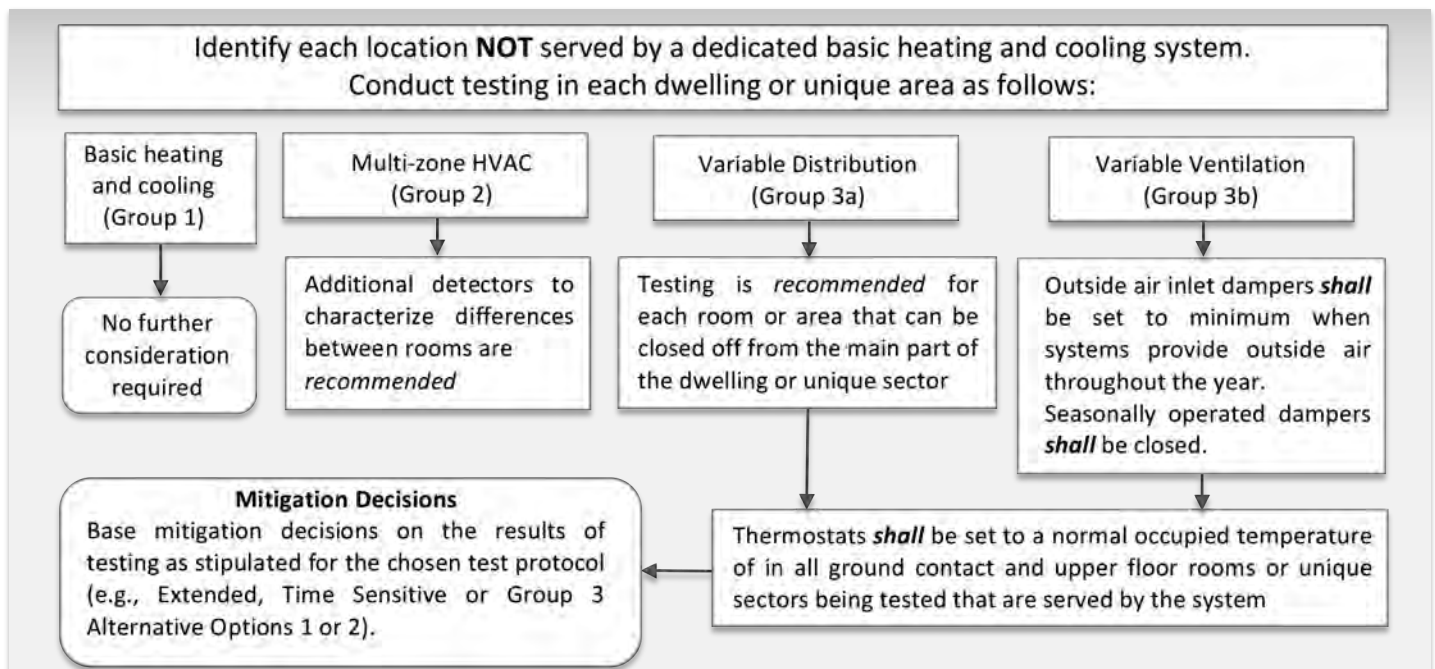 Identify each location NOT served by a dedicated basic heating and cooling system.
Conduct testing in each dwelling or unique area as follows:
Basic heating
and cooling
(Group 1)
Multi-zone HVAC
(Group 2)
Variable Distribution
(Group 3a)
Variable Ventilation
(Group 3b)
No further
consideration
required
Additional detectors to
characterize differences
between rooms are
recommended
Testing is recommended for
each room or area that can be
closed off from the main part of
the dwelling or unique sector
Outside air inlet dampers shall
be set to minimum when
systems provide outside air
throughout the year.
Seasonally operated dampers
shall be closed.
Mitigation Decisions
Base mitigation decisions on the results of
testing as stipulated for the chosen test protocol
(e.g., Extended, Time Sensitive or Group 3
Alternative Options 1 or 2).
Thermostats shall be set to a normal occupied temperature
of in all ground contact and upper floor rooms or unique
sectors being tested that are served by the system